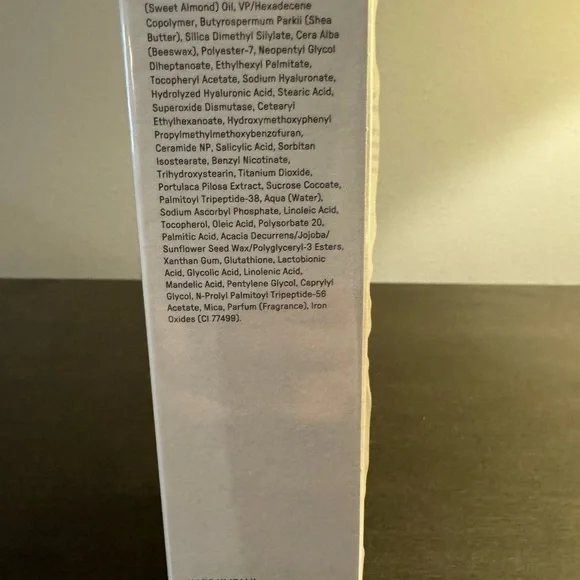 (Sweet Almond) Oil, VP/Hexadecene
Copolymer, Butyrospermum Parkii (Shea
Butter), Silica Dimethyl Silylate, Cera Alba
(Beeswax), Polyester-7, Neopentyl Glycol
Diheptanoate, Ethylhexyl Palmitate,
Tocopheryl Acetate, Sodium Hyaluronate,
Hydrolyzed Hyaluronic Acid, Stearic Acid,
Superoxide Dismutase, Cetearyl
Ethylhexanoate, Hydroxymethoxyphenyl
Propylmethylmethoxybenzofuran,
Ceramide NP, Salicylic Acid, Sorbitan
Isostearate, Benzyl Nicotinate,
Trihydroxystearin, Titanium Dioxide,
Portulaca Pilosa Extract, Sucrose Cocoate,
Palmitoyl Tripeptide-38, Aqua (Water),
Sodium Ascorbyl Phosphate, Linoleic Acid,
Tocopherol, Oleic Acid, Polysorbate 20,
Palmitic Acid, Acacia Decurrens/Jojoba/
Sunflower Seed Wax/Polyglyceryl-3 Esters,
Xanthan Gum, Glutathione, Lactobionic
Acid, Glycolic Acid, Linolenic Acid,
Mandelic Acid, Pentylene Glycol, Caprylyl
Glycol, N-Prolyl Palmitoyl Tripeptide-56
Acetate, Mica, Parfum (Fragrance), Iron
Oxides (CI 77499).